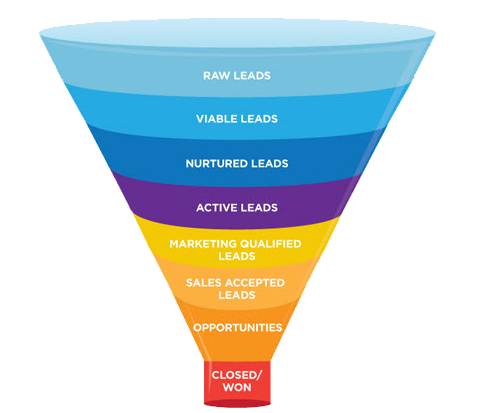 RAW LEADS
VIABLE LEADS
NURTURED LEADS
ACTIVE LEADS
MARKETING QUALIFIED
LEADS
SALES ACCEPTED
LEADS
OPPORTUNITIES
CLOSED/
WON